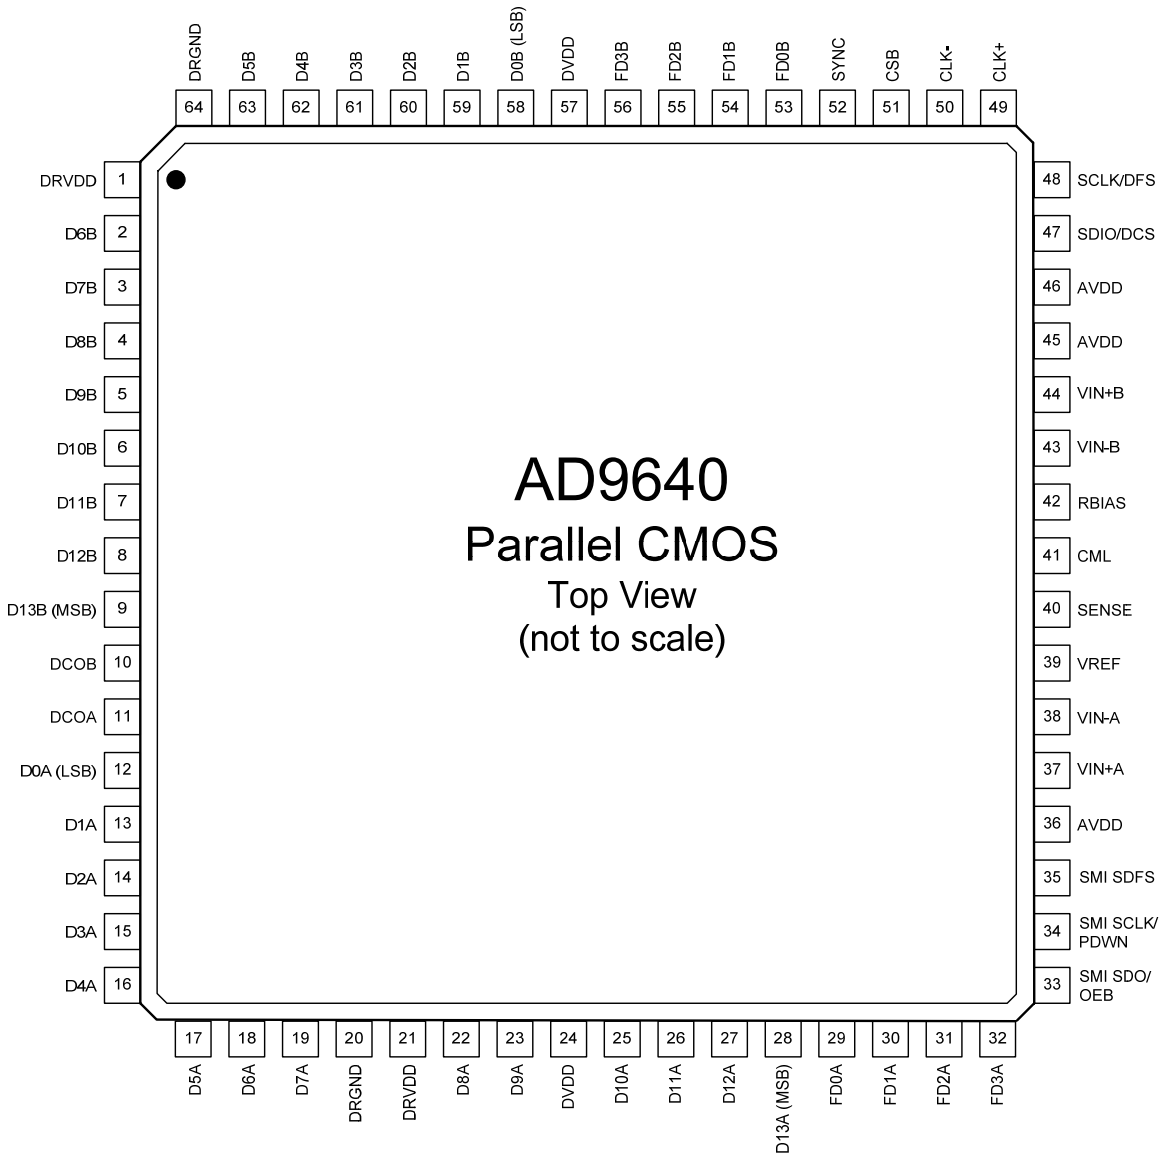 DRGND
D5B
D4B
D3B
D2B
D1B
D0B (LSB)
DVDD
FD3B
FD2B
FD1B
FD0B
SYNC
CSB
CLK-
CLK+
64
63
62
61
60
59
58
57
56
55
54
53
52
51
50
49
DRVDD 1
D6B 2
D7B 3
D8B 4
D9B 5
D10B 6
D11B 7
D12B 8
D13B (MSB) 9
DCOB 10
DCOA 11
D0A (LSB) 12
D1A 13
D2A 14
D3A 15
D4A 16
AD9640
Parallel CMOS
Top View
(not to scale)
48 SCLK/DFS
47 SDIO/DCS
46 AVDD
45 AVDD
44 VIN+B
43 VIN-B
42 RBIAS
41 CML
40 SENSE
39 VREF
38 VIN-A
37 VIN+A
36 AVDD
35 SMI SDFS
34 SMI SCLK/
PDWN
33 SMI SDO/
OEB
17
18
19
20
21
22
23
24
25
26
27
28
29
30
31
32
D5A
D6A
D7A
DRGND
DRVDD
D8A
D9A
DVDD
D10A
D11A
D12A
D13A (MSB)
FD0A
FD1A
FD2A
FD3A